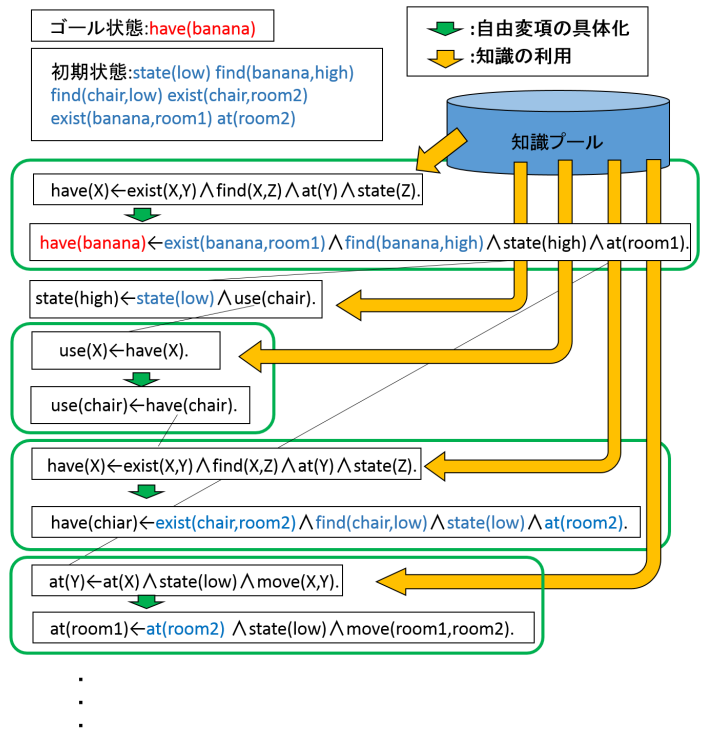 ゴール状態:have(banana)
:自由変項の具体化
:知識の利用
初期状態:state(low) find(banana,high)
find(chair,low) exist(chair,room2)
exist(banana,room1) at(room2)
知識プール
have(X)←exist(X,Y)∧find(X,Z)∧at(Y)∧state(Z).
have(banana)←exist(banana,room1)∧find(banana,high)∧state(high)∧at(room1).
state(high)←state(low)∧use(chair).
use(X)←have(X).
use(chair)←have(chair).
have(X)←exist(X,Y)∧find(X,Z)∧at(Y)∧state(Z).
have(chiar)←exist(chair,room2)∧find(chair,low)∧state(low)∧at(room2).
at(Y)←at(X)∧state(low)∧move(X,Y).
at(room1)←at(room2) ∧state(low)∧move(room1,room2).
・
・
・